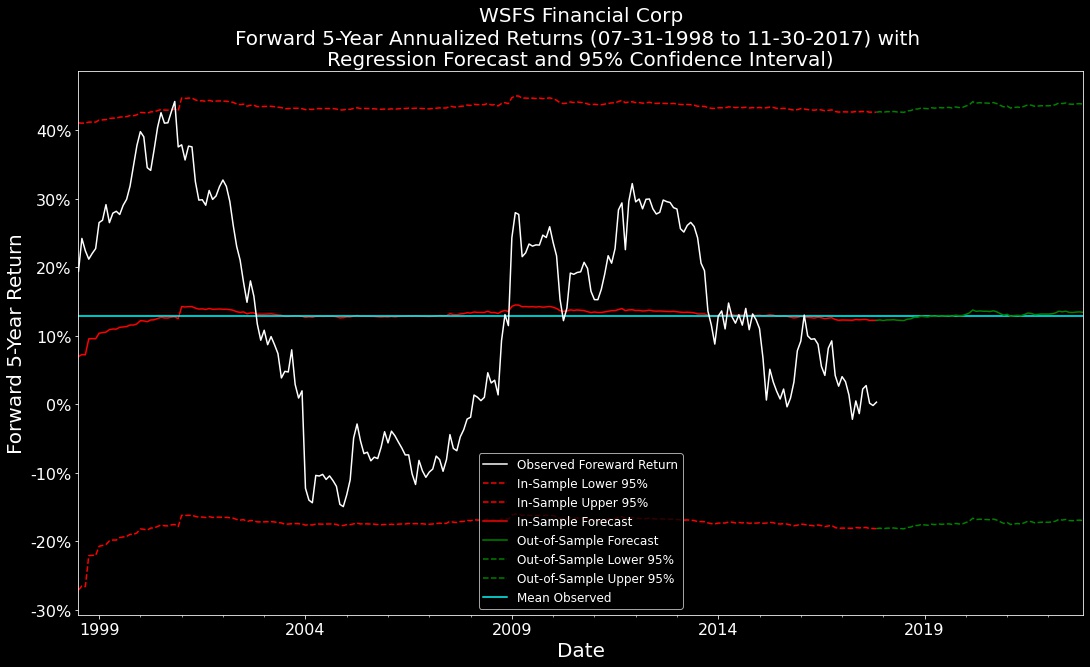 WSFS Financial Corp
Forward 5-Year Annualized Returns (07-31-1998 to 11-30-2017) with
Regression Forecast and 95% Confidence Interval)
Forward 5-Year Return
40%
30%
20%
10%
0%
-10%
-20%
-30%
Observed Foreward Return
In-Sample Lower 95%
In-Sample Upper 95%
In-Sample Forecast
Out-of-Sample Forecast
Out-of-Sample Lower 95%
Out-of-Sample Upper 95%
Mean Observed
1999
2004
2009
2014
2019
Date